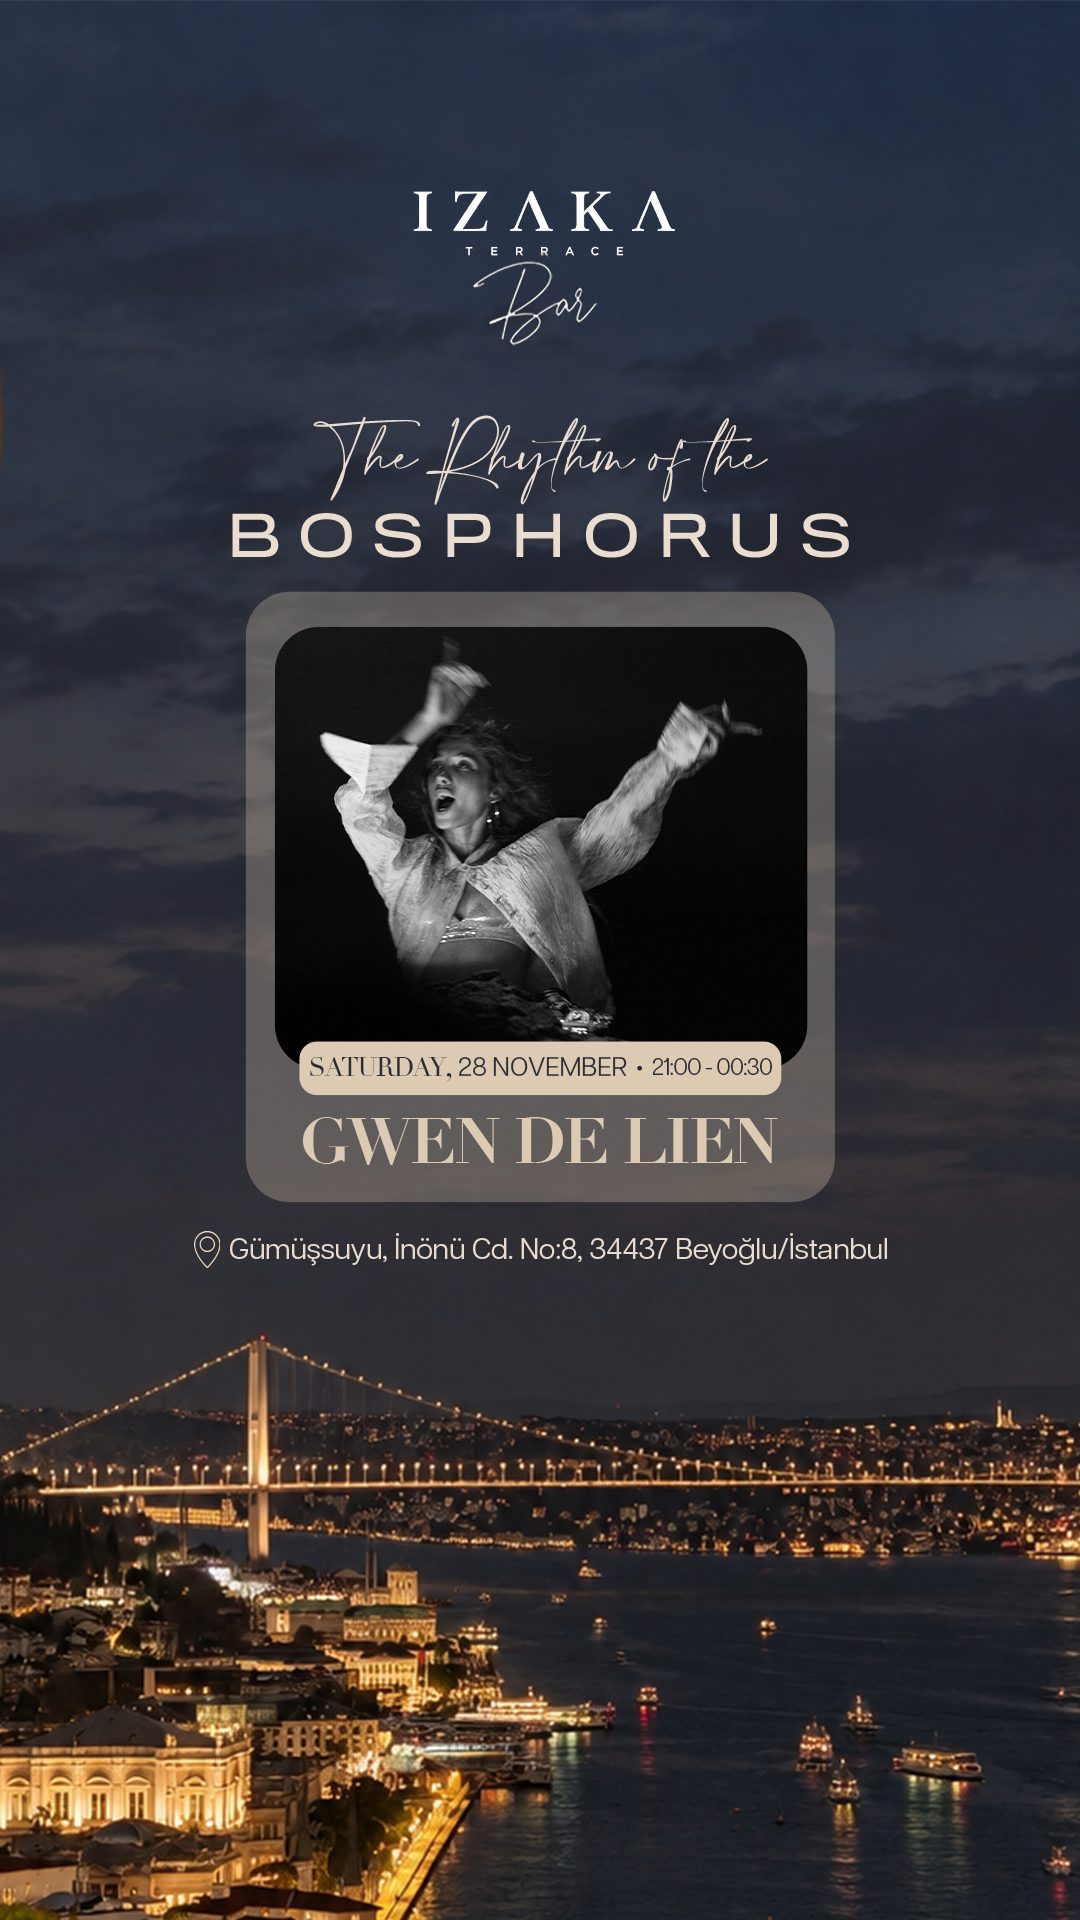 IZAKA
TERRACE
Bar
The Rhythm of the
BOSPHORUS
SATURDAY, 28 NOVEMBER • 21:00 - 00:30
GWEN DE LIEN
Gümüşsuyu, İnönü Cd. No:8, 34437 Beyoğlu/İstanbul